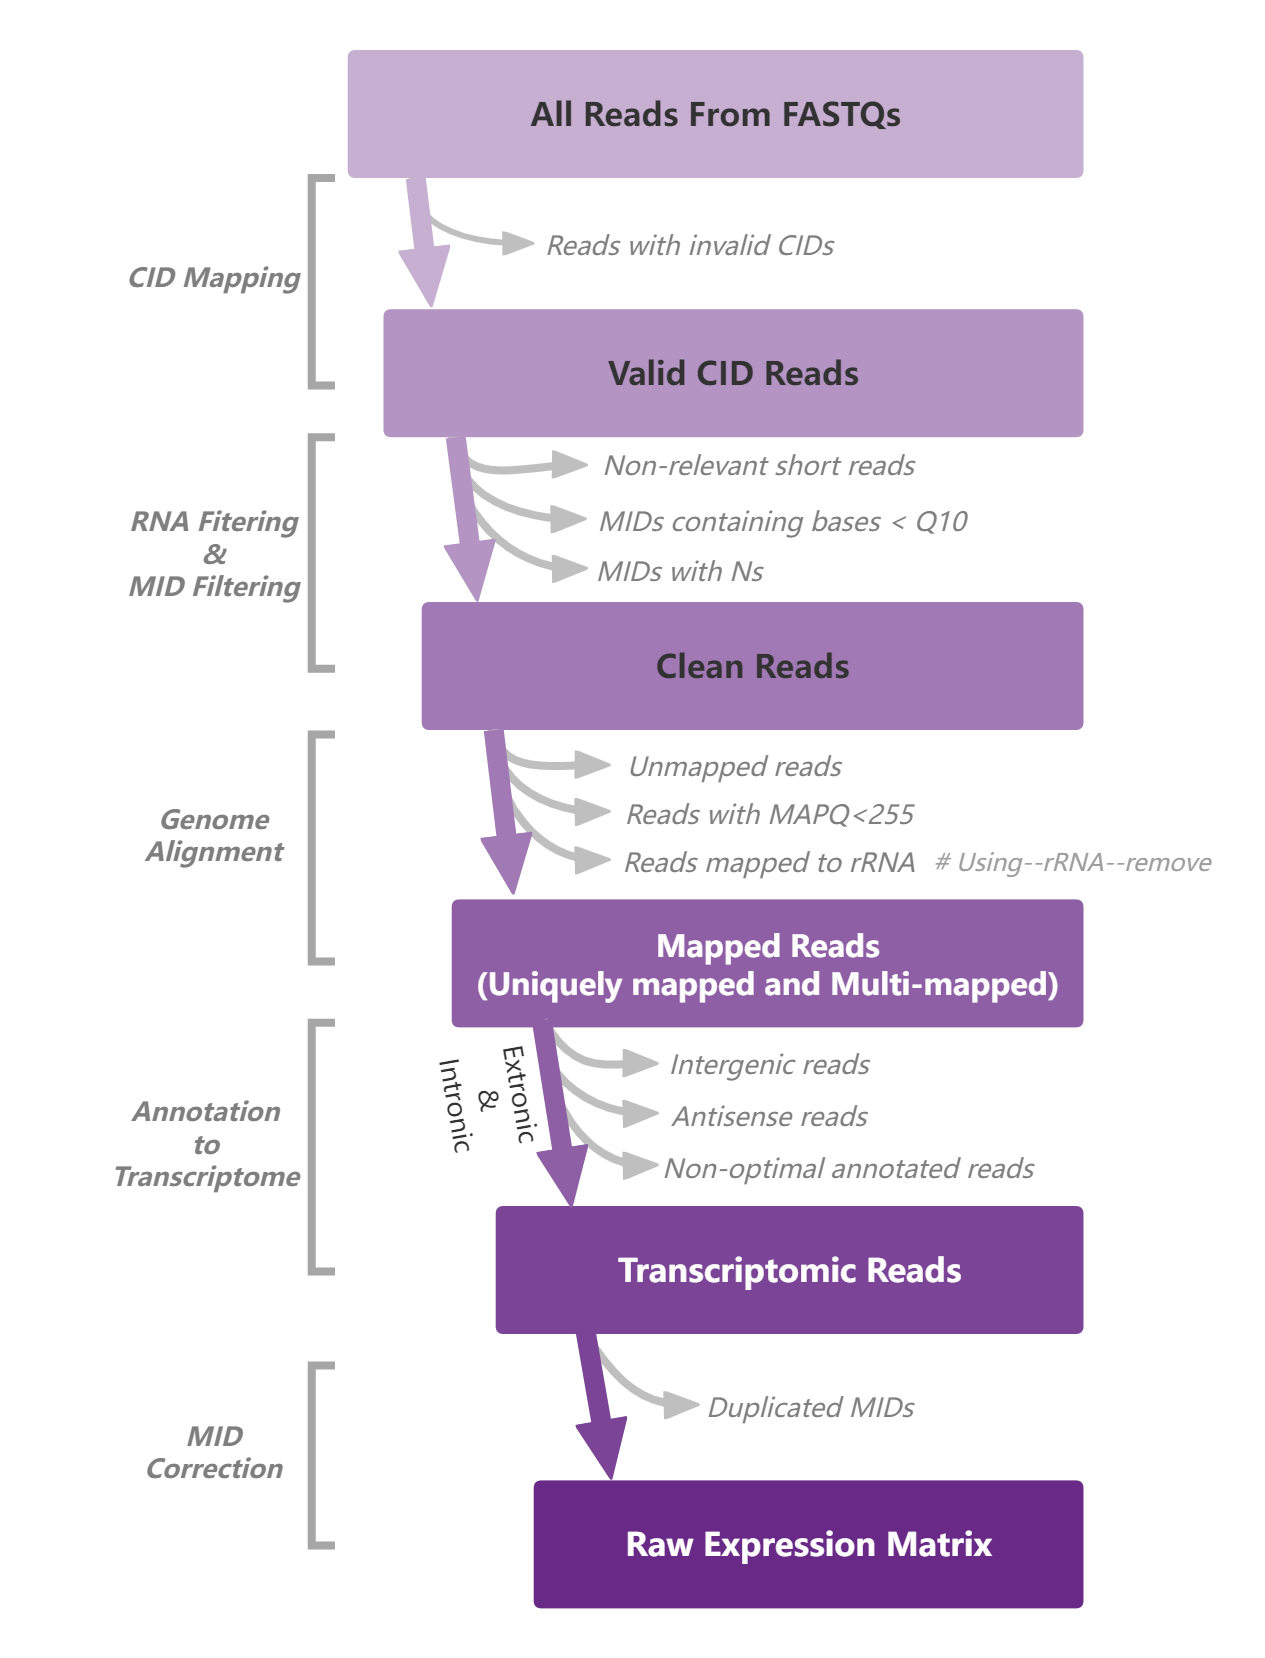 All Reads From FASTQs
CID Mapping
Reads with invalid CIDs
Valid CID Reads
RNA Fitering
&
MID Filtering
Non-relevant short reads
MIDs containing bases < Q10
MIDs with Ns
Clean Reads
Genome
Alignment
Unmapped reads
Reads with MAPQ<255
Reads mapped to rRNA # Using--rRNA--remove
Mapped Reads
(Uniquely mapped and Multi-mapped)
Annotation
to
Transcriptome
Extronic
&
Intronic
Intergenic reads
Antisense reads
Non-optimal annotated reads
Transcriptomic Reads
MID
Correction
Duplicated MIDs
Raw Expression Matrix